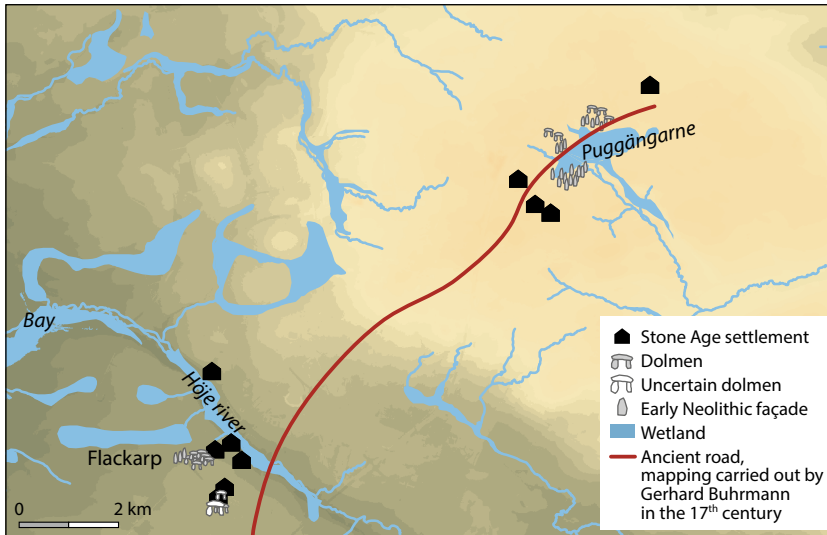 Puggängarne
Bay
Höje river
Flackarp
0 2 km
Stone Age settlement
Dolmen
Uncertain dolmen
Early Neolithic façade
Wetland
Ancient road,
mapping carried out by
Gerhard Buhrmann
in the 17th century